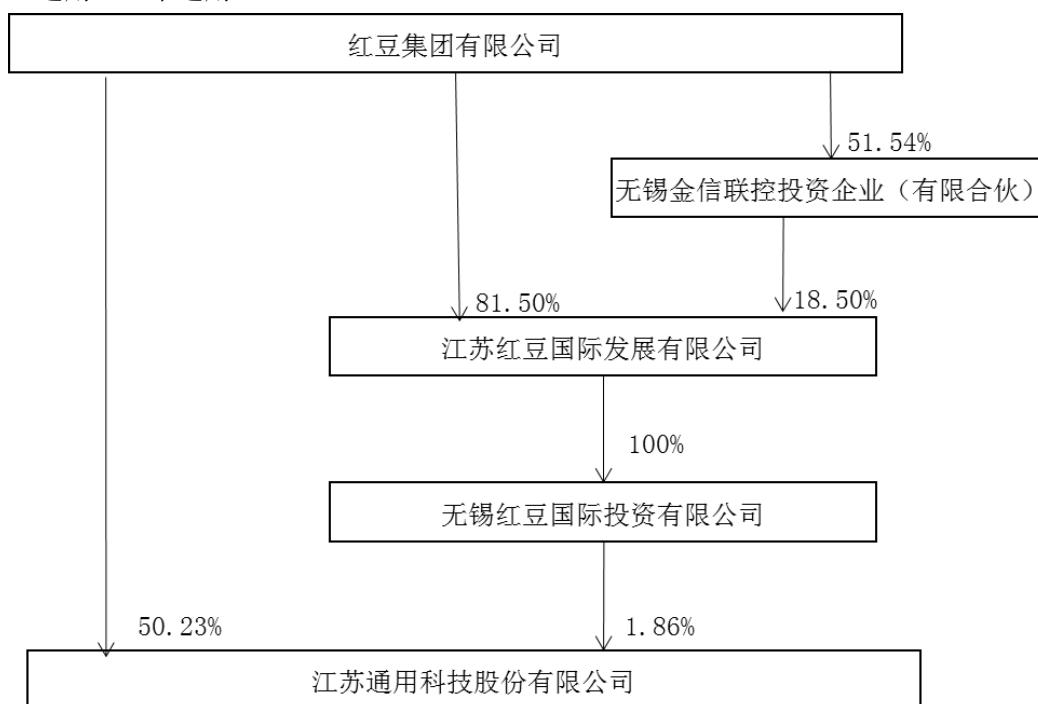 红豆集团有限公司
51.54%
无锡金信联控投资企业（有限合伙）
81.50%
18.50%
江苏红豆国际发展有限公司
100%
无锡红豆国际投资有限公司
50.23%
1.86%
江苏通用科技股份有限公司